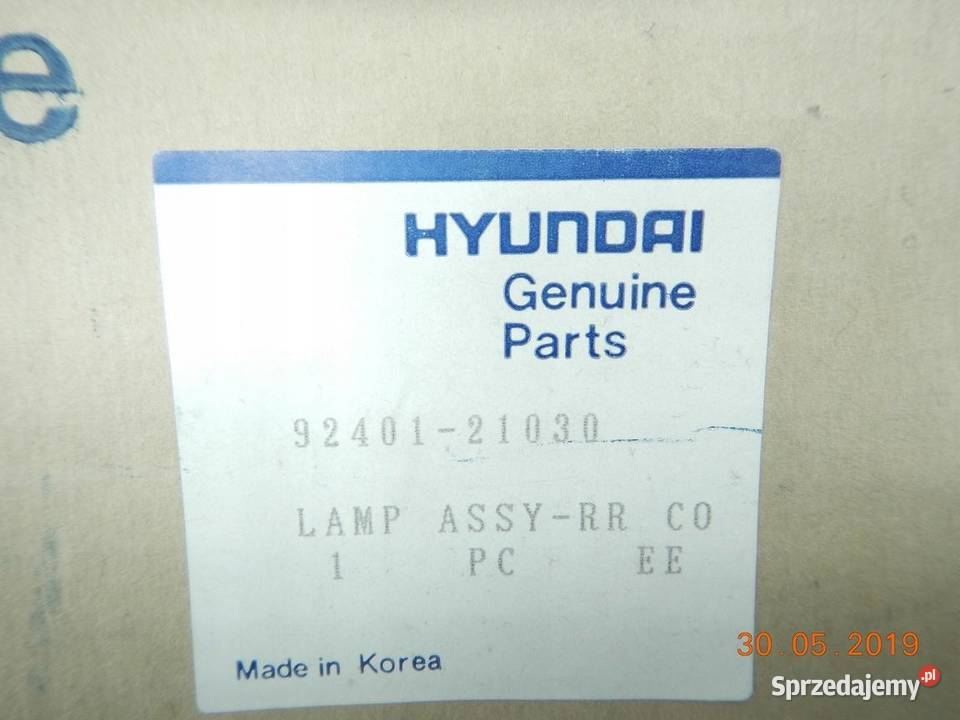 e
HYUNDAI
Genuine
Parts
92401-21030
LAMP ASSY-RR CO
1 PC EE
Made in Korea
30.05.2019
Sprzedajemy.pl